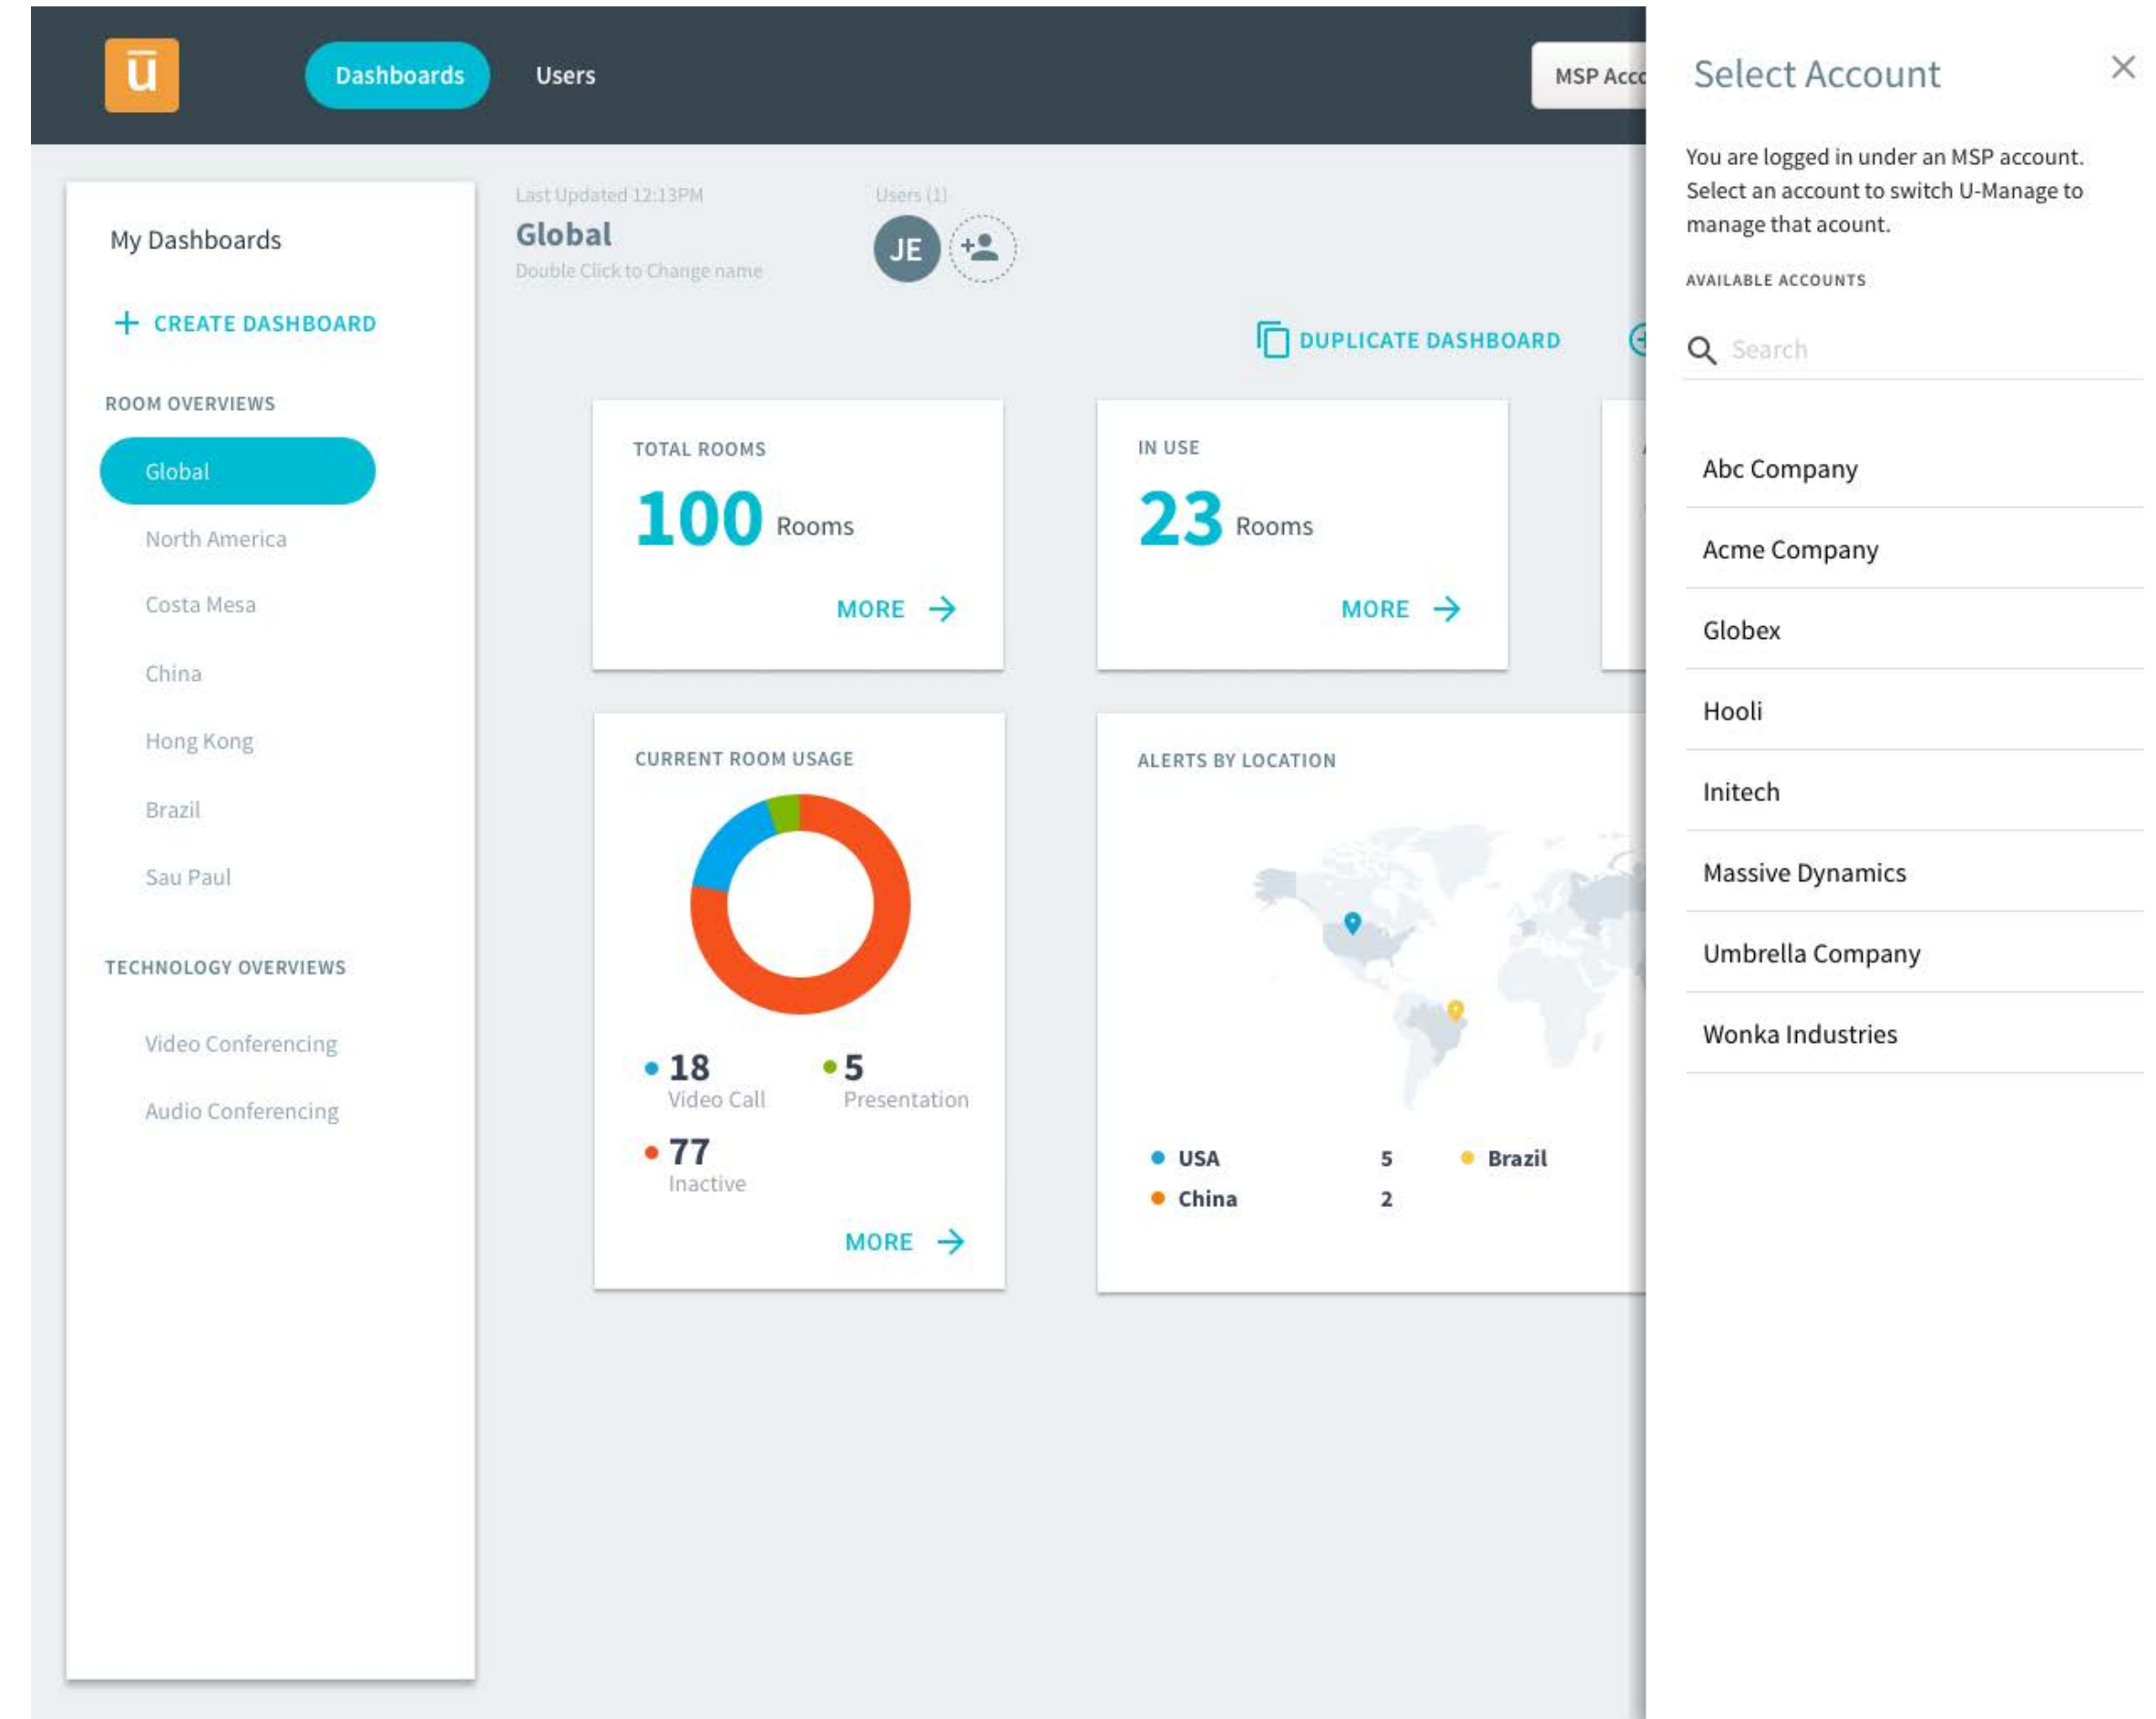 ū
Dashboards
Users
MSP Acco
My Dashboards
CREATE DASHBOARD
ROOM OVERVIEWS
Global
North America
Costa Mesa
China
Hong Kong
Brazil
Sau Paul
TECHNOLOGY OVERVIEWS
Video Conferencing
Audio Conferencing
Last Updated 12:13PM
Global
Double Click to Change name
Users (1)
JE
DUPLICATE DASHBOARD
TOTAL ROOMS
100 Rooms
MORE
IN USE
23 Rooms
MORE
CURRENT ROOM USAGE
18
Video Call
5
Presentation
77
Inactive
MORE
ALERTS BY LOCATION
USA 5
Brazil
China 2
Select Account
You are logged in under an MSP account.
Select an account to switch U-Manage to
manage that acount.
AVAILABLE ACCOUNTS
Search
Abc Company
Acme Company
Globex
Hooli
Initech
Massive Dynamics
Umbrella Company
Wonka Industries